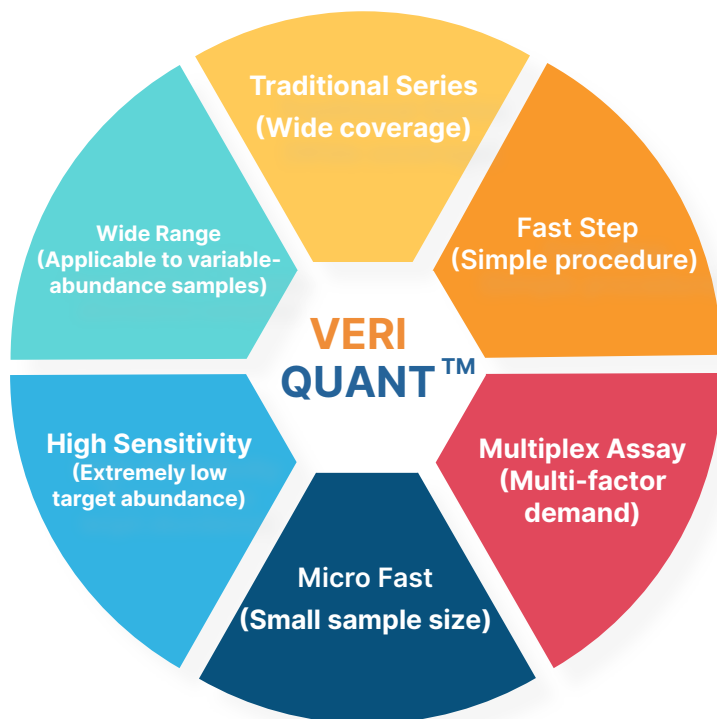 Traditional Series
(Wide coverage)
Fast Step
(Simple procedure)
Wide Range
(Applicable to variable-
abundance samples)
VERI
QUANT™
High Sensitivity
(Extremely low
target abundance)
Multiplex Assay
(Multi-factor
demand)
Micro Fast
(Small sample size)